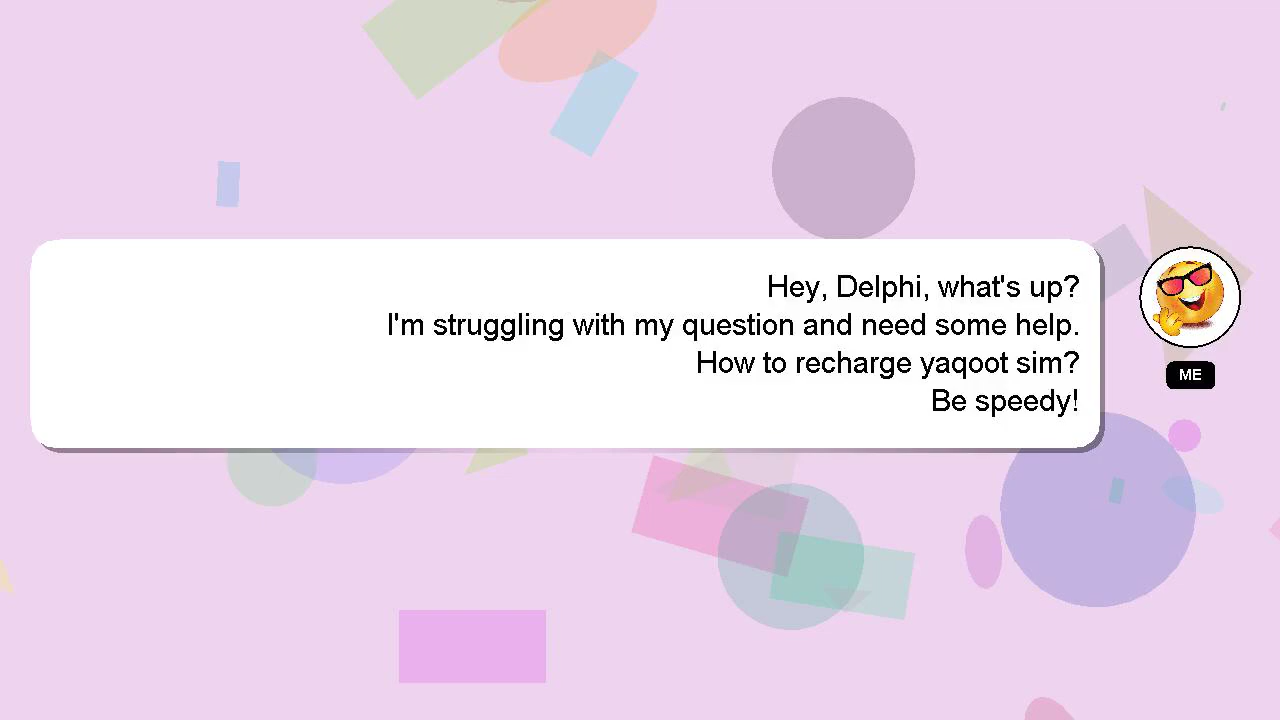 Hey, Delphi, what's up?
I'm struggling with my question and need some help.
How to recharge yaqoot sim?
Be speedy!
ME